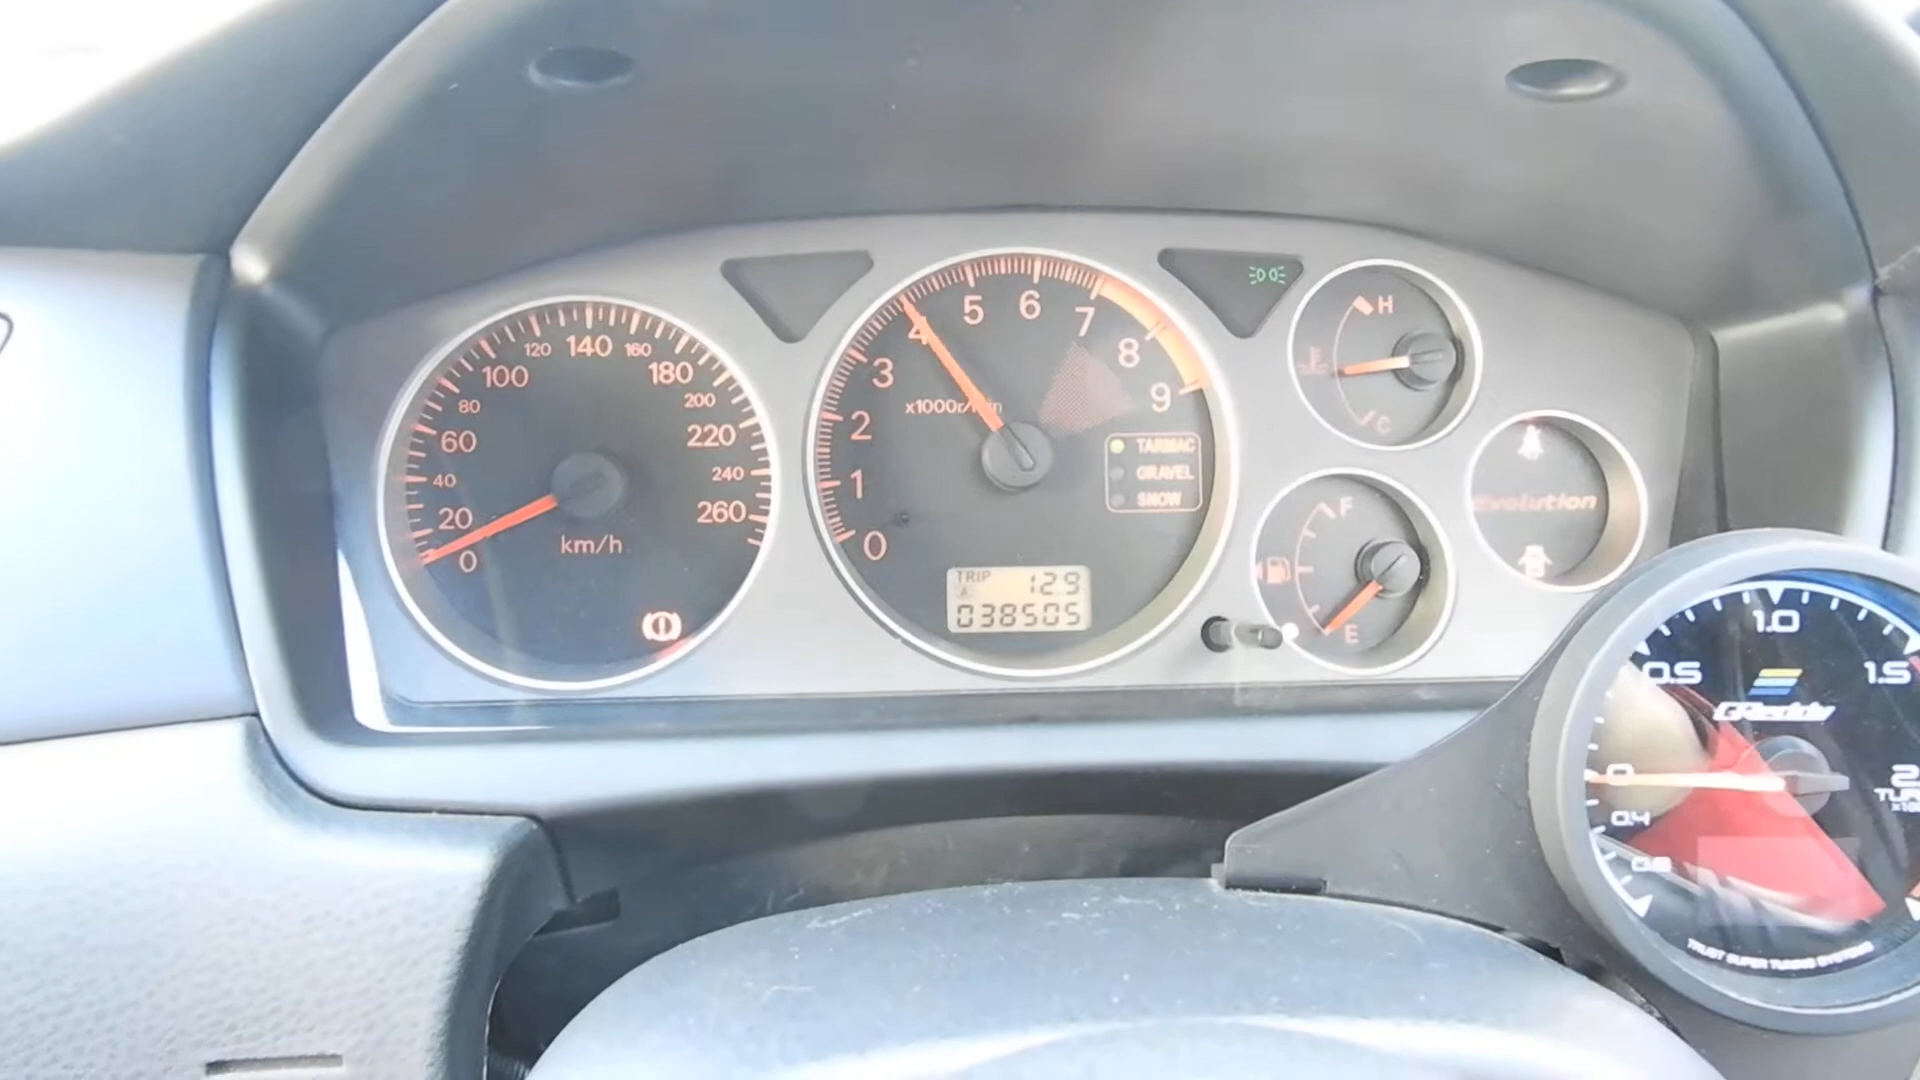 0
20
40
60
80
100
120
140
160
180
200
220
240
260
km/h
0
1
2
3
4
5
6
7
8
9
TARMAC
GRAVEL
SNOW
TRIP
A
12.9
038505
H
C
F
E
Evolution
0.5
1.0
1.5
GReddy
0
0.4
0.8
TRUST SUPER TUNING SYSTEMS